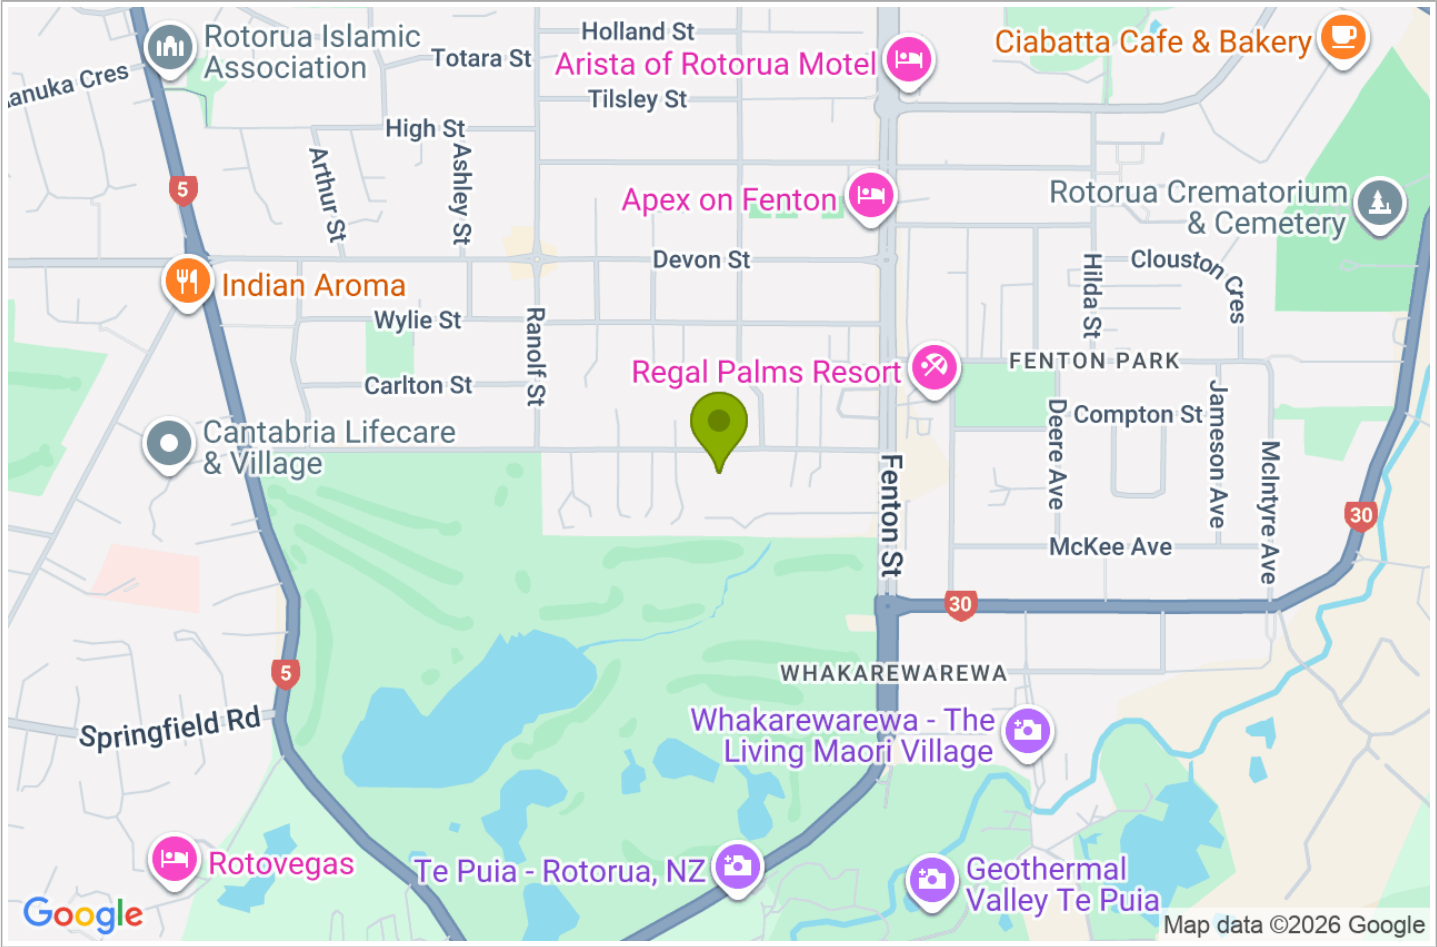 Holland St
Rotorua Islamic
Association
Totara St
Arista of Rotorua Motel
Ciabatta Cafe & Bakery
anuka Cres
Tilsley St
High St
Arthur St
Ashley St
5
Apex on Fenton
Rotorua Crematorium
& Cemetery
Devon St
Clouston Cres
Hilda St
Indian Aroma
Wylie St
Ranolf St
Regal Palms Resort
FENTON PARK
Carlton St
Compton St
Deere Ave
Jameson Ave
McIntyre Ave
Cantabria Lifecare
& Village
Fenton St
30
McKee Ave
30
5
WHAKAREWAREWA
Springfield Rd
Whakarewarewa - The
Living Maori Village
Rotovegas
Te Puia - Rotorua, NZ
Geothermal
Valley Te Puia
Google
Map data ©2026 Google